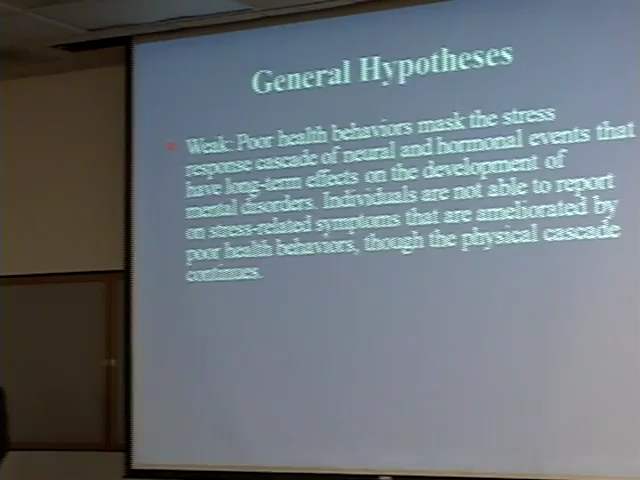 General Hypotheses
Weak: Poor health behaviors mask the stress
response cascade of neural and hormonal events that
have long-term effects on the development of
mental disorders. Individuals are not able to report
on stress-related symptoms that are ameliorated by
poor health behaviors, though the physical cascade
continues.